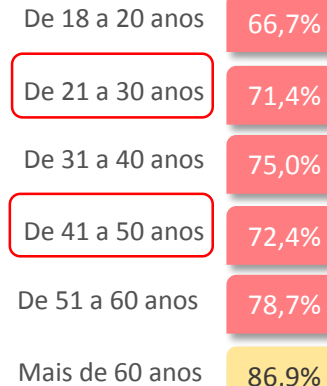 De 18 a 20 anos 66,7%
De 21 a 30 anos 71,4%
De 31 a 40 anos 75,0%
De 41 a 50 anos 72,4%
De 51 a 60 anos 78,7%
Mais de 60 anos 86,9%